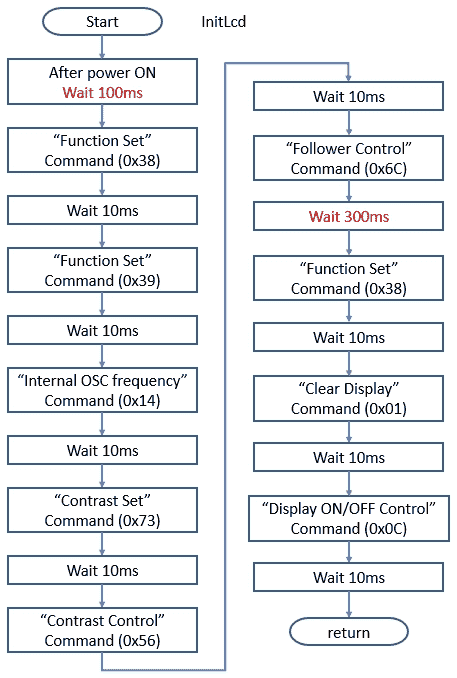 Start
InitLcd
After power ON
Wait 100ms
“Function Set”
Command (0x38)
Wait 10ms
“Function Set”
Command (0x39)
Wait 10ms
“Internal OSC frequency”
Command (0x14)
Wait 10ms
“Contrast Set”
Command (0x73)
Wait 10ms
“Contrast Control”
Command (0x56)
Wait 10ms
“Follower Control”
Command (0x6C)
Wait 300ms
“Function Set”
Command (0x38)
Wait 10ms
“Clear Display”
Command (0x01)
Wait 10ms
“Display ON/OFF Control”
Command (0x0C)
Wait 10ms
return